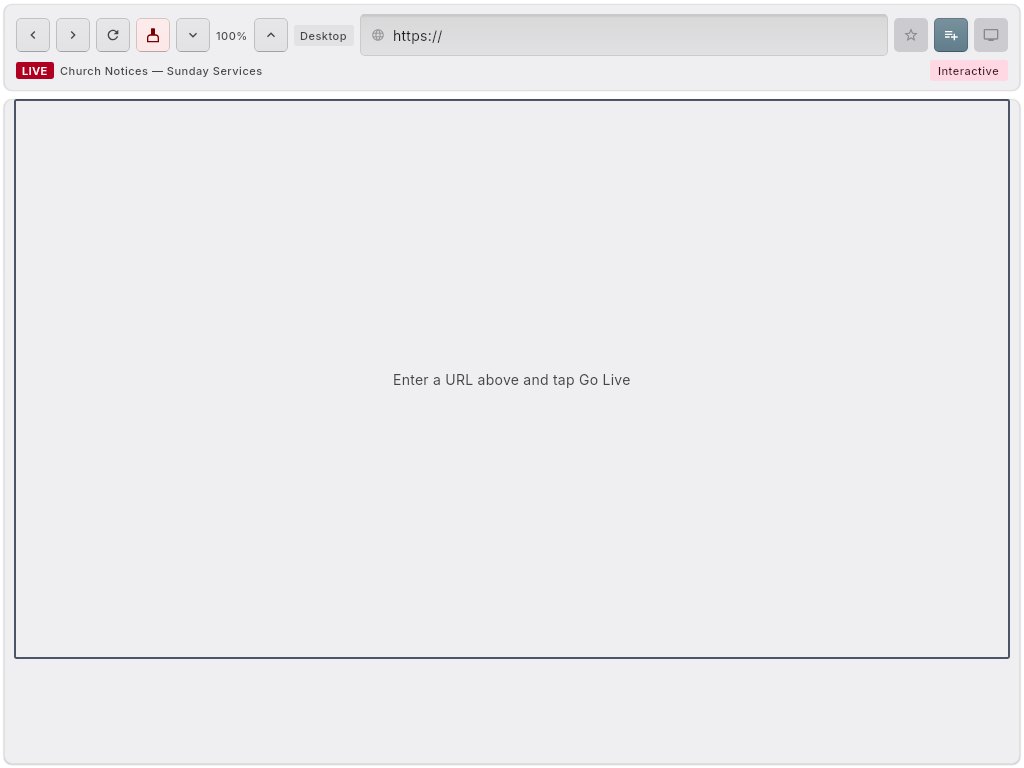 100%
Desktop
https://
LIVE
Church Notices — Sunday Services
Interactive
Enter a URL above and tap Go Live